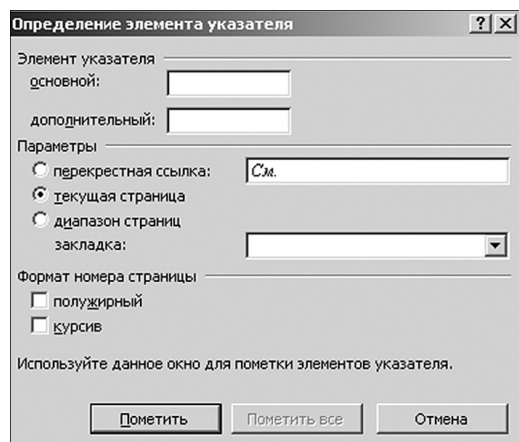 Определение элемента указателя
Элемент указателя
основной:
дополнительный:
Параметры
перекрестная ссылка: См.
текущая страница
диапазон страниц
закладка:
Формат номера страницы
полужирный
курсив
Используйте данное окно для пометки элементов указателя.
Пометить Пометить все Отмена